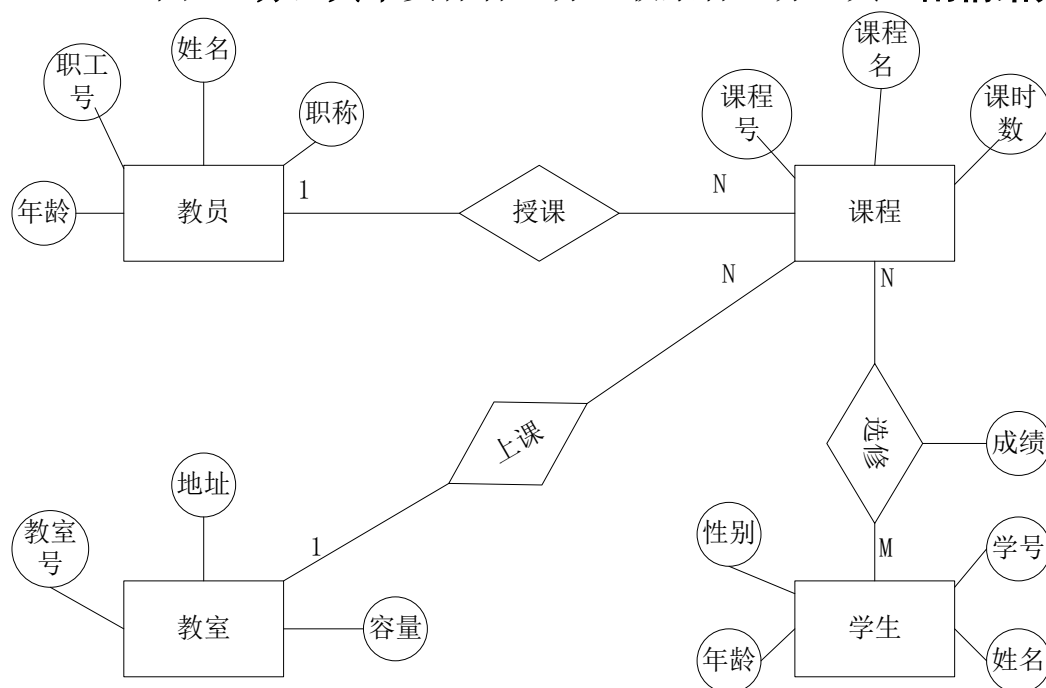 姓名
职工
号
职称
年龄
教员
1
授课
N
课程
号
课程
名
课时
数
课程
N
N
上课
选修
成绩
地址
教室
号
1
教室
容量
M
性别
学号
学生
年龄
姓名